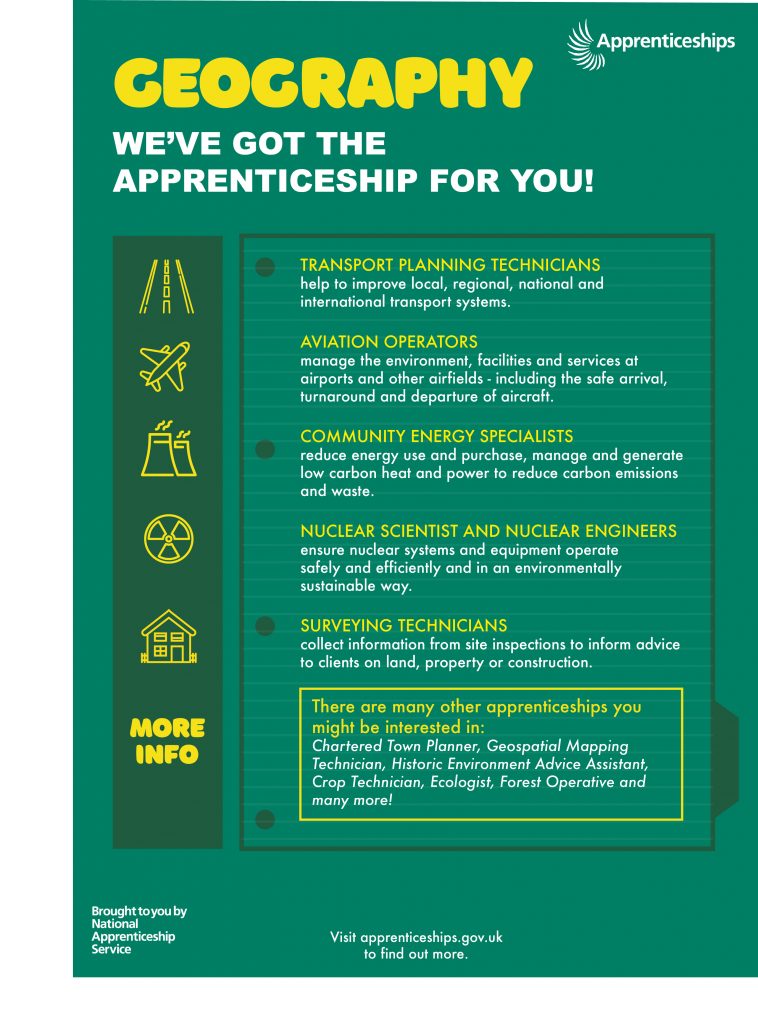 Apprenticeships
GEOGRAPHY
WE'VE GOT THE
APPRENTICESHIP FOR YOU!
TRANSPORT PLANNING TECHNICIANS
help to improve local, regional, national and
international transport systems.
AVIATION OPERATORS
manage the environment, facilities and services at
airports and other airfields - including the safe arrival,
turnaround and departure of aircraft.
COMMUNITY ENERGY SPECIALISTS
reduce energy use and purchase, manage and generate
low carbon heat and power to reduce carbon emissions
and waste.
NUCLEAR SCIENTIST AND NUCLEAR ENGINEERS
ensure nuclear systems and equipment operate
safely and efficiently and in an environmentally
sustainable way.
SURVEYING TECHNICIANS
collect information from site inspections to inform advice
to clients on land, property or construction.
MORE
INFO
There are many other apprenticeships you
might be interested in:
Chartered Town Planner, Geospatial Mapping
Technician, Historic Environment Advice Assistant,
Crop Technician, Ecologist, Forest Operative and
many more!
Brought to you by
National
Apprenticeship
Service
Visit apprenticeships.gov.uk
to find out more.